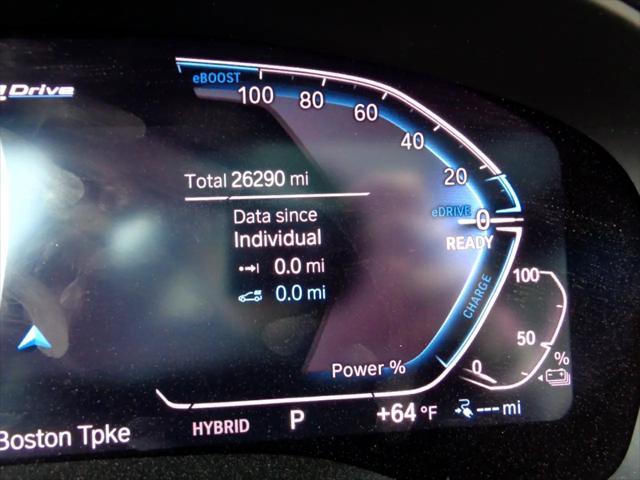 eBOOST
Drive
100
80
60
40
20
0
eDRIVE
READY
Total 26290 mi
Data since
Individual
0.0 mi
0.0 mi
CHARGE
100
50
0
%
Power %
HYBRID P +64 °F --- mi
Boston Tpke